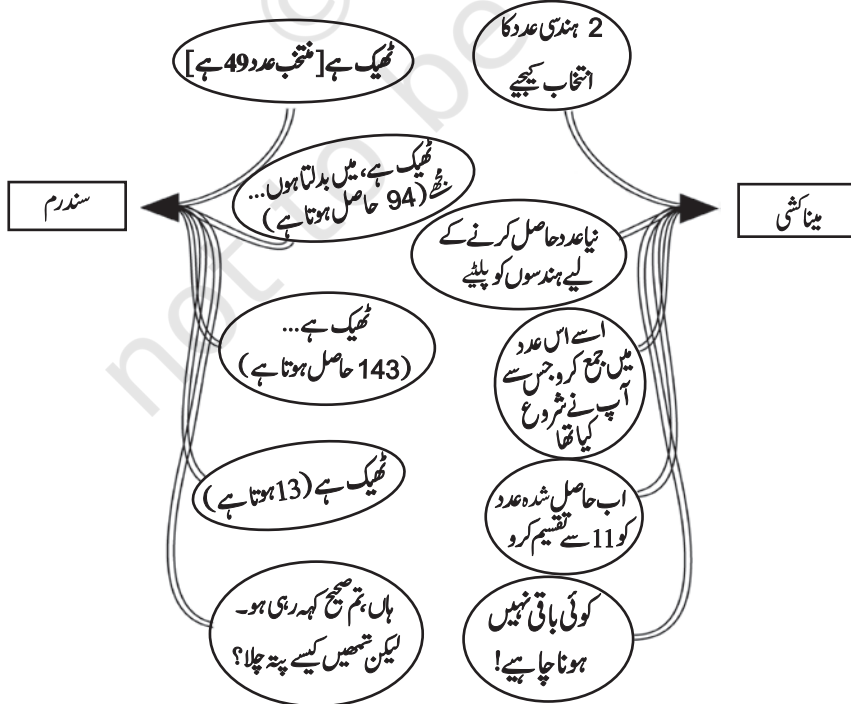 2 ہندسی عدد کا
انتخاب کیجیے
ٹھیک ہے [منتخب عدد 49 ہے]
میناکشی
سندرم
نیا عدد حاصل کرنے کے
لیے ہندسوں کو پلٹیے
ٹھیک ہے، میں بدلتا ہوں...
(مجھے 94 حاصل ہوتا ہے)
اسے اس عدد
میں جمع کرو جس سے
آپ نے شروع
کیا تھا
ٹھیک ہے...
(143 حاصل ہوتا ہے)
اب حاصل شدہ عدد
کو 11 سے تقسیم کرو
ٹھیک ہے (13 ہوتا ہے)
کوئی باقی نہیں
ہونا چاہیے!
ہاں، تم صحیح کہہ رہی ہو۔
لیکن تمھیں کیسے پتہ چلا؟
not to be
©